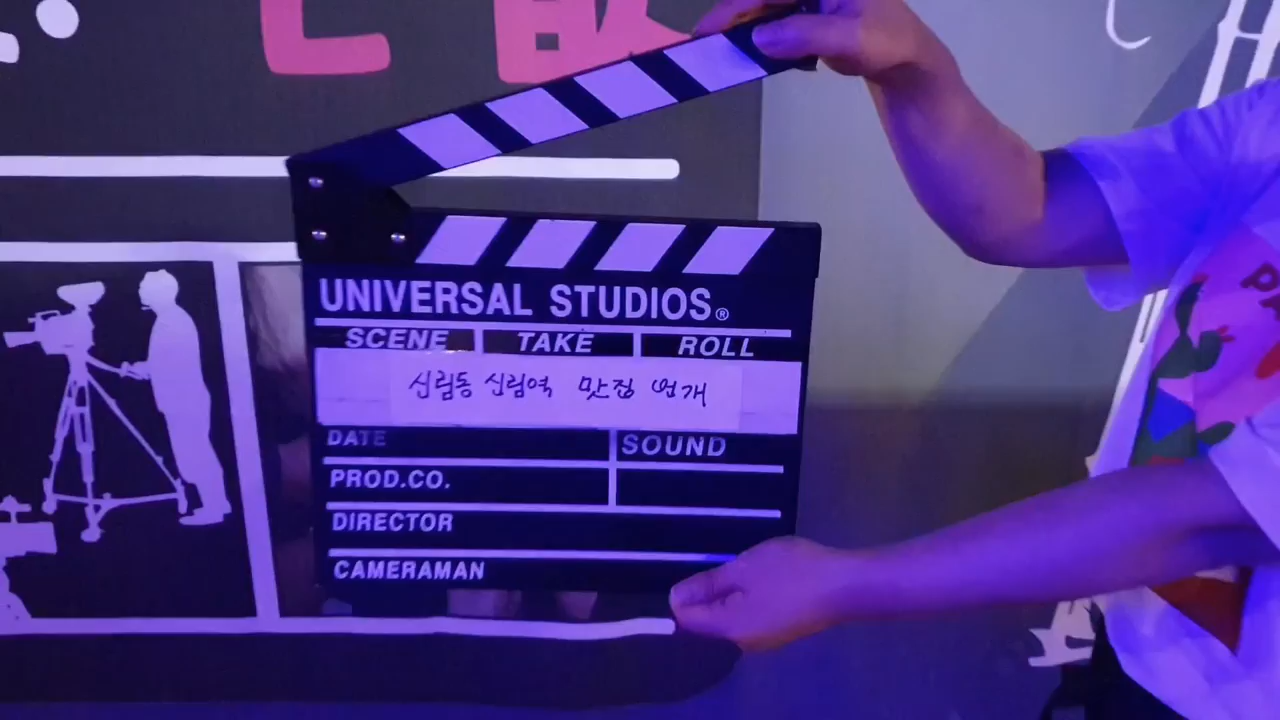 UNIVERSAL STUDIOS®
SCENE TAKE ROLL
신림동 신림역 맛집 번개
DATE SOUND
PROD.CO.
DIRECTOR
CAMERAMAN